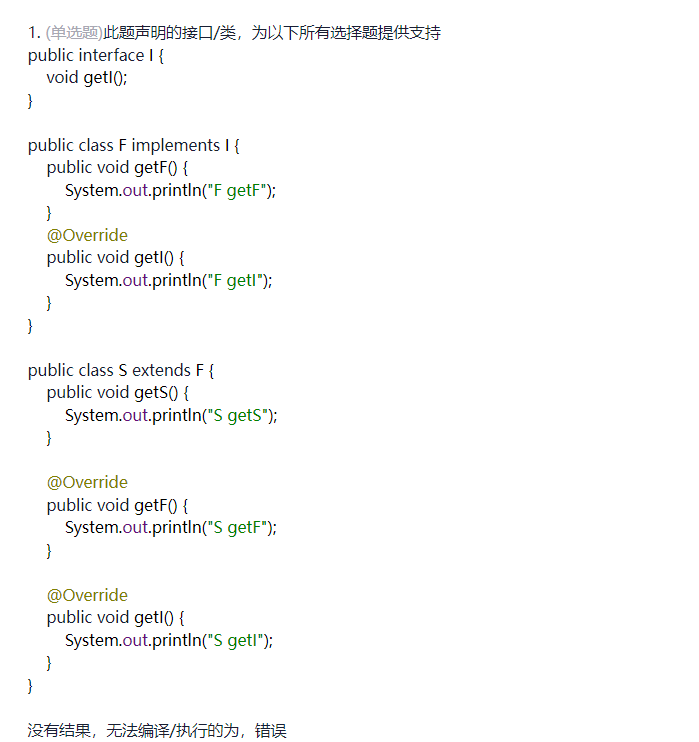 1. (单选题)此题声明的接口/类，为以下所有选择题提供支持
public interface I {
void getI();
}
public class F implements I {
public void getF() {
System.out.println("F getF");
}
@Override
public void getI() {
System.out.println("F getI");
}
}
public class S extends F {
public void getS() {
System.out.println("S getS");
}
@Override
public void getF() {
System.out.println("S getF");
}
@Override
public void getI() {
System.out.println("S getI");
}
}
没有结果，无法编译/执行的为，错误